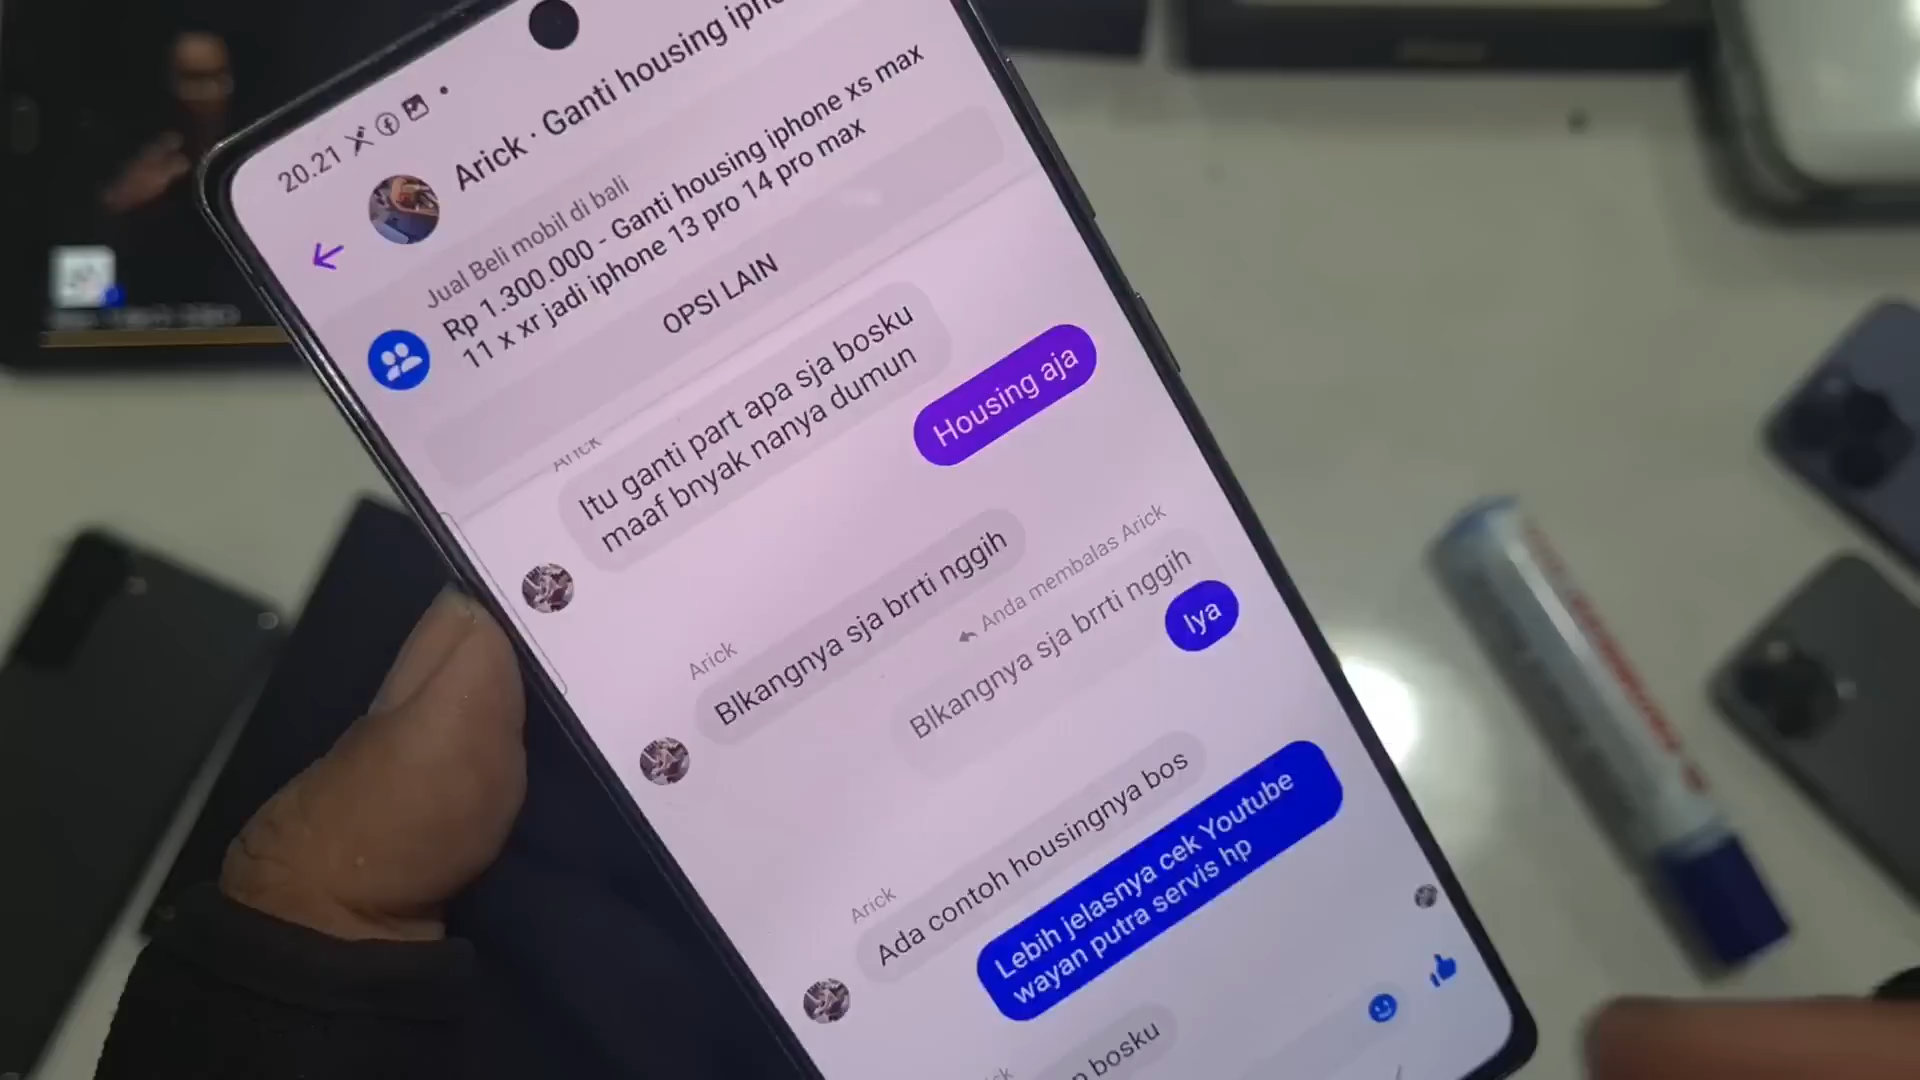 20.21
Arick · Ganti housing
Jual Beli mobil di bali
Rp 1.300.000 - Ganti housing iphone xs max
11 x xr jadi iphone 13 pro 14 pro max
OPSI LAIN
Arick
Itu ganti part apa sja bosku
maaf bnyak nanya dumun
Housing aja
Arick
Blkangnya sja brrti nggih
Anda membalas Arick
Blkangnya sja brrti nggih
Iya
Arick
Ada contoh housingnya bos
Lebih jelasnya cek Youtube
wayan putra servis hp
bosku